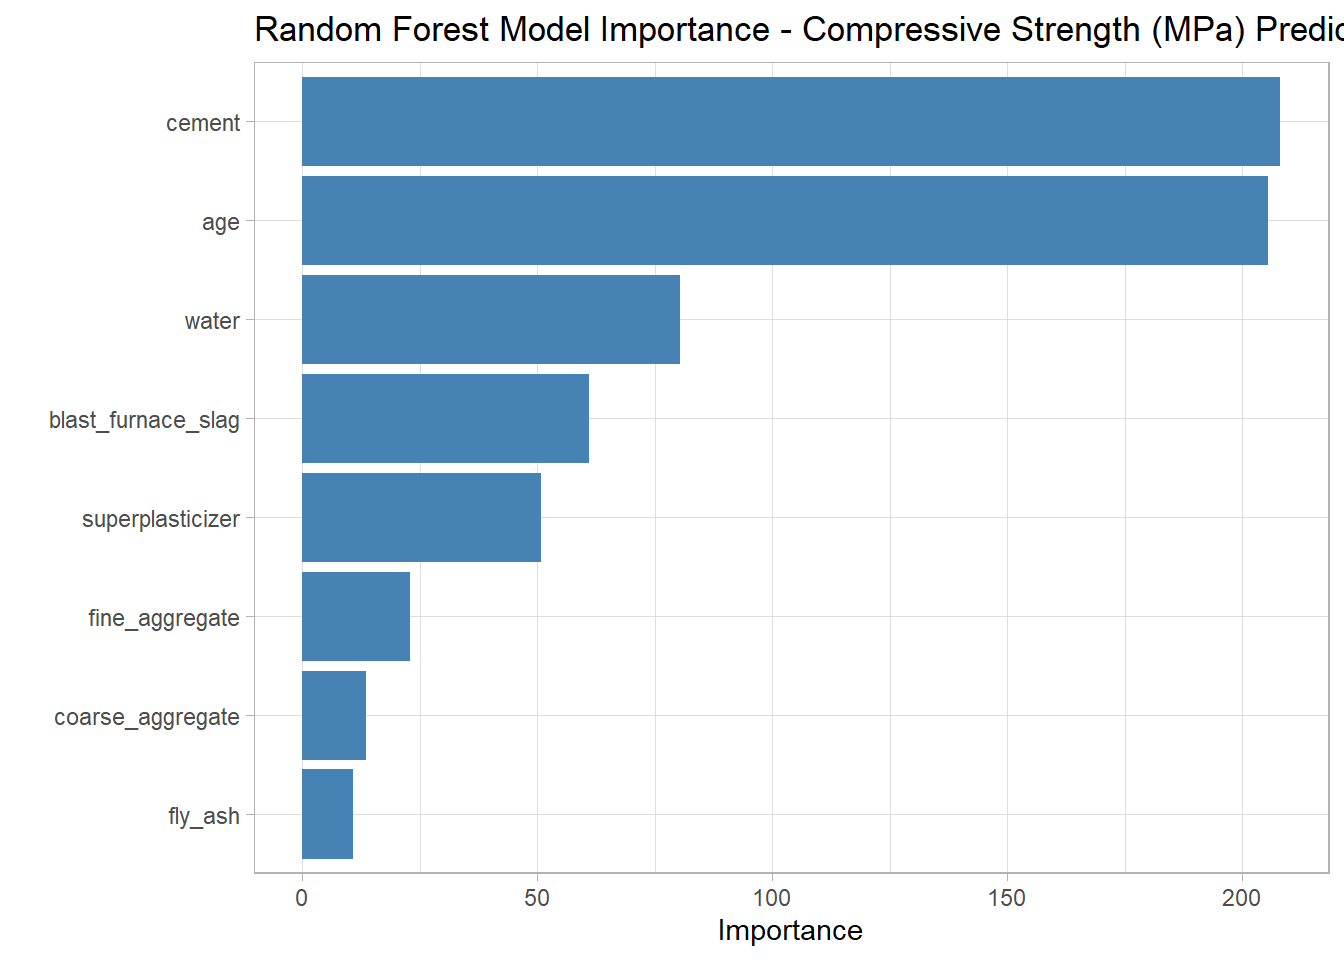 Random Forest Model Importance - Compressive Strength (MPa) Predic
cement
age
water
blast_furnace_slag
superplasticizer
fine_aggregate
coarse_aggregate
fly_ash
0 50 100 150 200
Importance